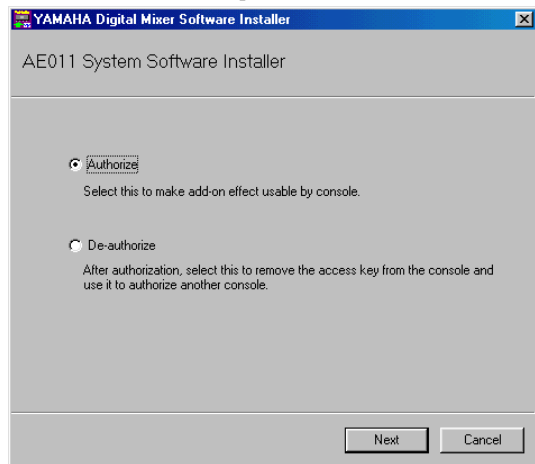 YAMAHA Digital Mixer Software Installer
AE011 System Software Installer
Authorize
Select this to make add-on effect usable by console.
De-authorize
After authorization, select this to remove the access key from the console and
use it to authorize another console.
Next
Cancel